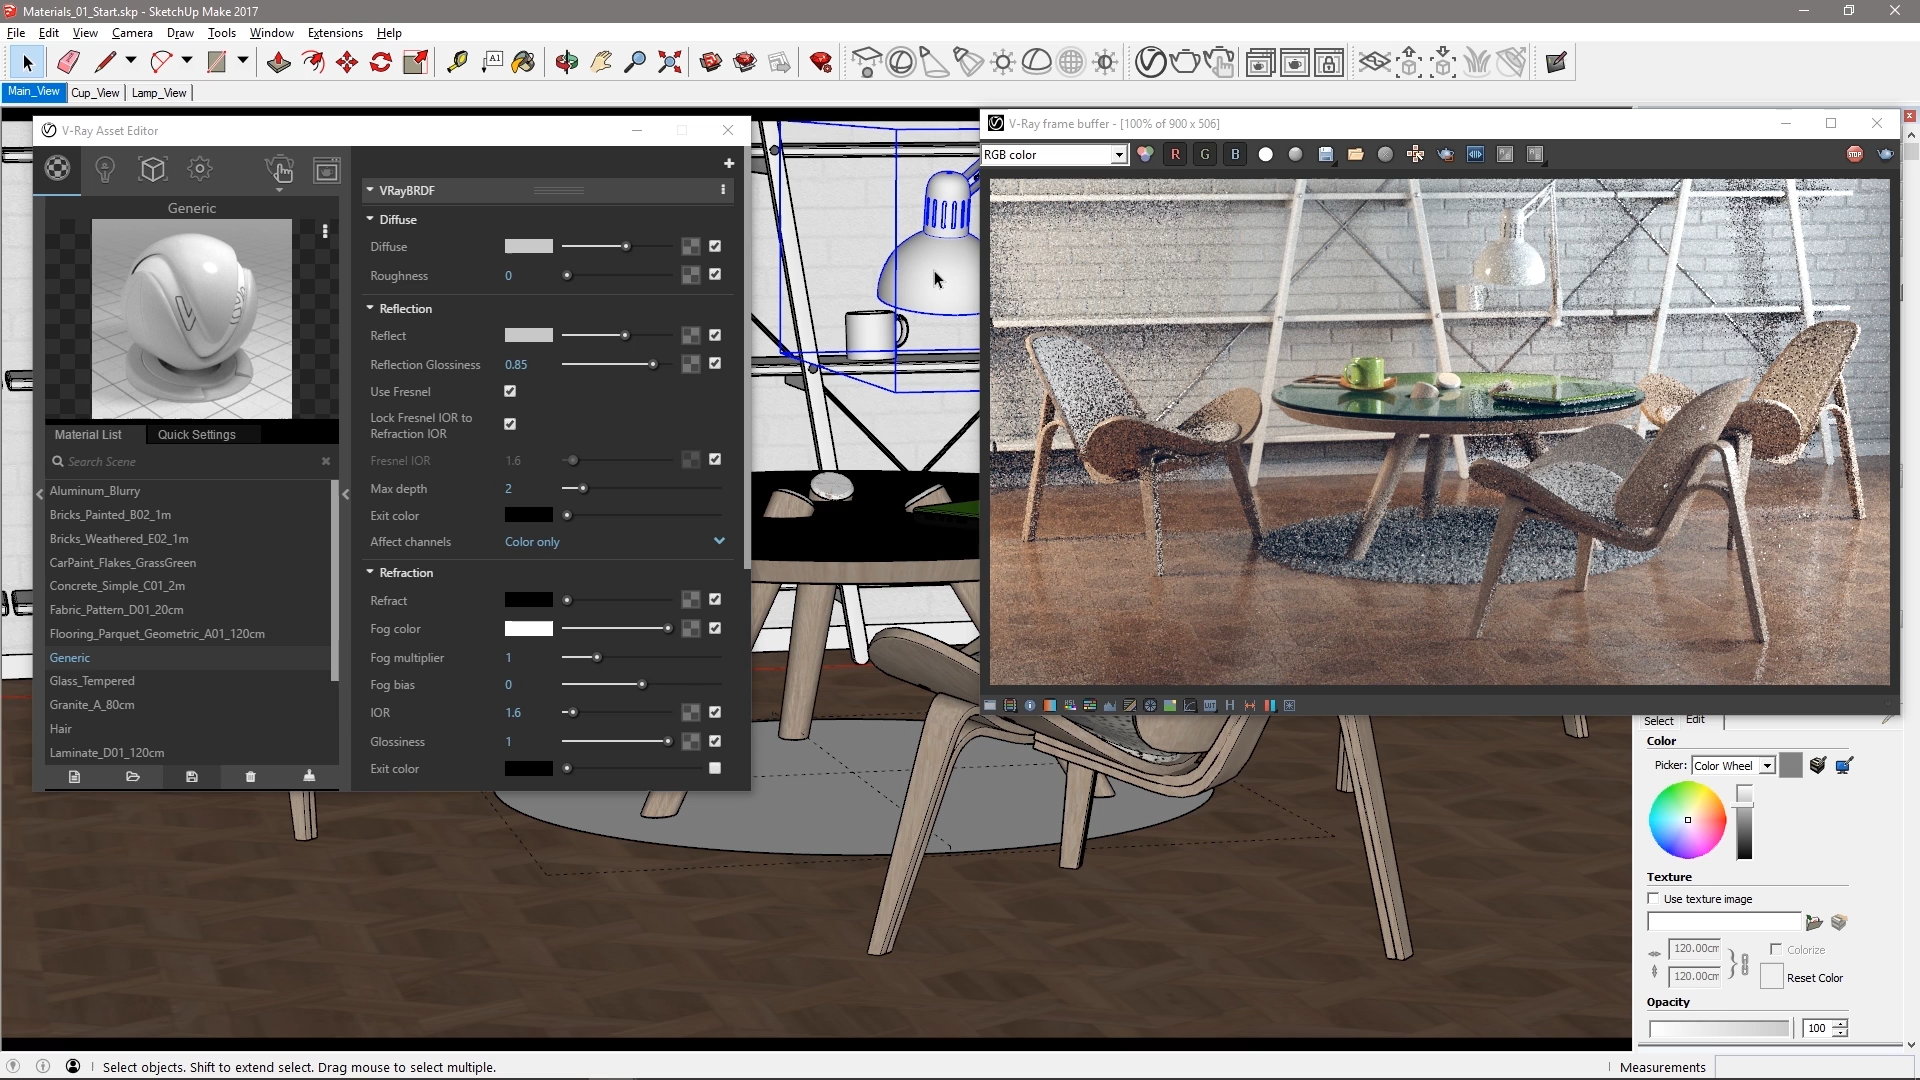 Materials_01_Start.skp - SketchUp Make 2017
File Edit View Camera Draw Tools Window Extensions Help
A1
Main_View Cup_View Lamp_View
V-Ray Asset Editor
Generic
Material List Quick Settings
Search Scene
Aluminum_Blurry
Bricks_Painted_B02_1m
Bricks_Weathered_E02_1m
CarPaint_Flakes_GrassGreen
Concrete_Simple_C01_2m
Fabric_Pattern_D01_20cm
Flooring_Parquet_Geometric_A01_120cm
Generic
Glass_Tempered
Granite_A_80cm
Hair
Laminate_D01_120cm
VRayBRDF
Diffuse
Diffuse
Roughness 0
Reflection
Reflect
Reflection Glossiness 0.85
Use Fresnel
Lock Fresnel IOR to
Refraction IOR
Fresnel IOR 1.6
Max depth 2
Exit color
Affect channels Color only
Refraction
Refract
Fog color
Fog multiplier 1
Fog bias 0
IOR 1.6
Glossiness 1
Exit color
V-Ray frame buffer - [100% of 900 x 506]
RGB color R G B
STOP
HSL
LUT H
Select Edit
Color
Picker: Color Wheel
Texture
Use texture image
120.00cm
Colorize
120.00cm
Reset Color
Opacity
100
Select objects. Shift to extend select. Drag mouse to select multiple.
Measurements